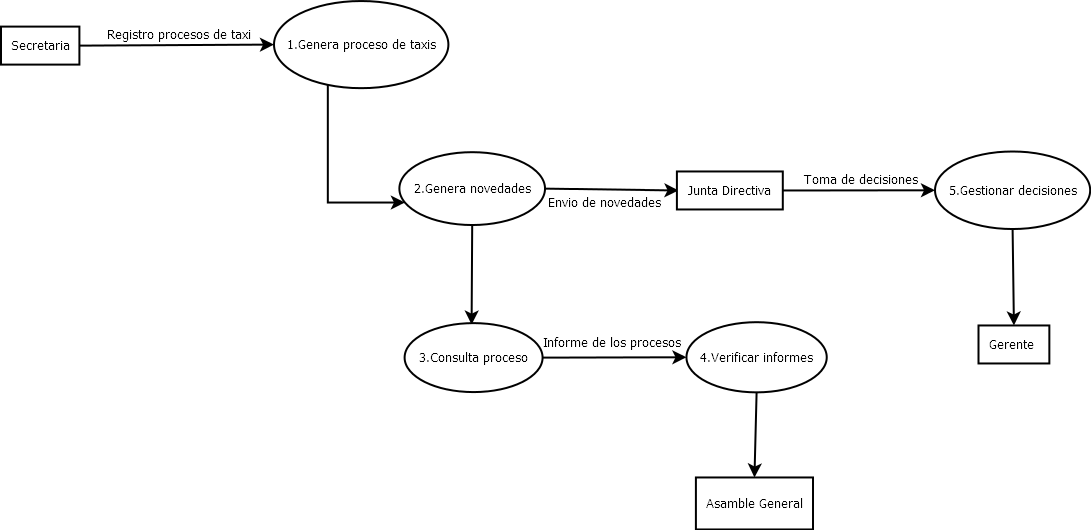 Secretaria
Registro procesos de taxi
1.Genera proceso de taxis
2.Genera novedades
Envio de novedades
Junta Directiva
Toma de decisiones
5.Gestionar decisiones
3.Consulta proceso
Informe de los procesos
4.Verificar informes
Gerente
Asamble General